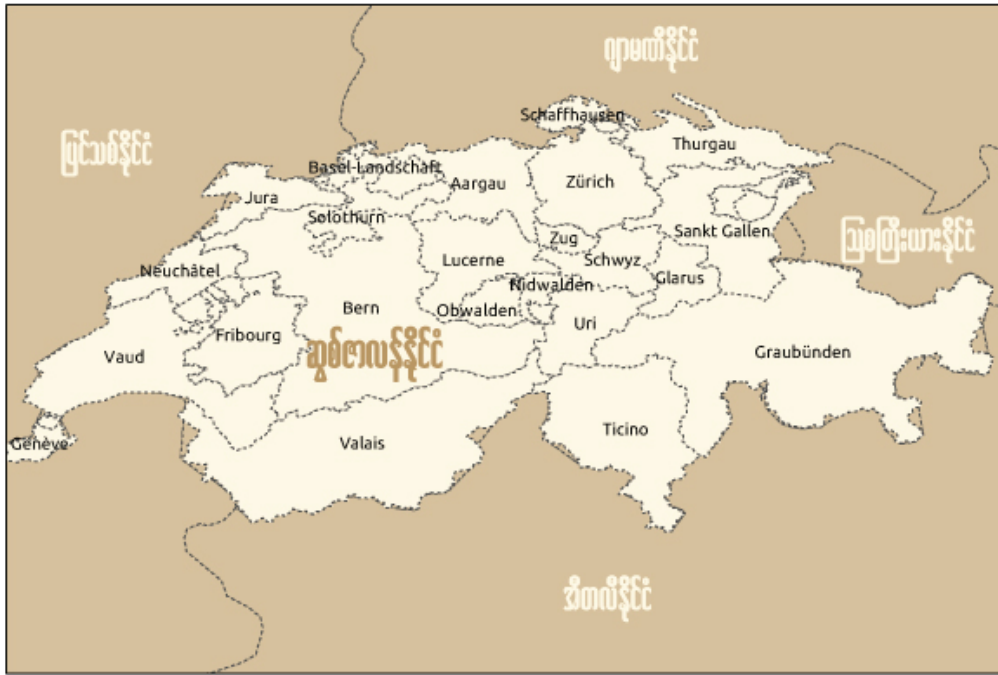 ဂျာမဏီနိုင်ငံ
Schaffhausen
ပြင်သစ်နိုင်ငံ
Thurgau
Basel-Landschaft
Aargau
Zürich
Jura
Solothurn
Sankt Gallen
ဩစတြီးယားနိုင်ငံ
Zug
Lucerne
Schwyz
Neuchâtel
Glarus
Nidwalden
Bern
Obwalden
Uri
Fribourg
ဆွစ်ဇာလန်နိုင်ငံ
Vaud
Graubünden
Ticino
Genève
Valais
အီတလီနိုင်ငံ